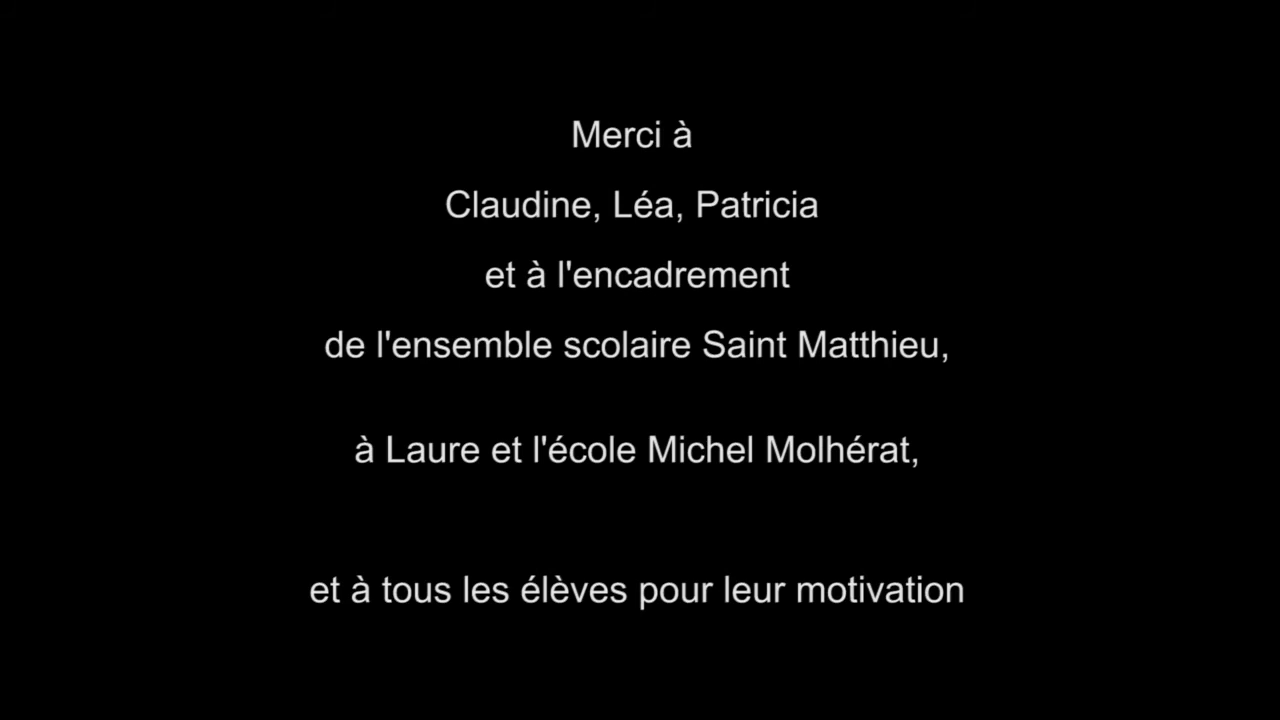 Merci à
Claudine, Léa, Patricia
et à l'encadrement
de l'ensemble scolaire Saint Matthieu,
à Laure et l'école Michel Molhérat,
et à tous les élèves pour leur motivation